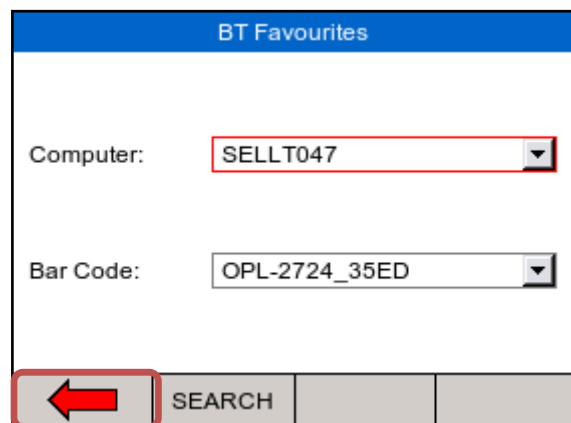 BT Favourites
Computer: SELLT047
Bar Code: OPL-2724_35ED
SEARCH